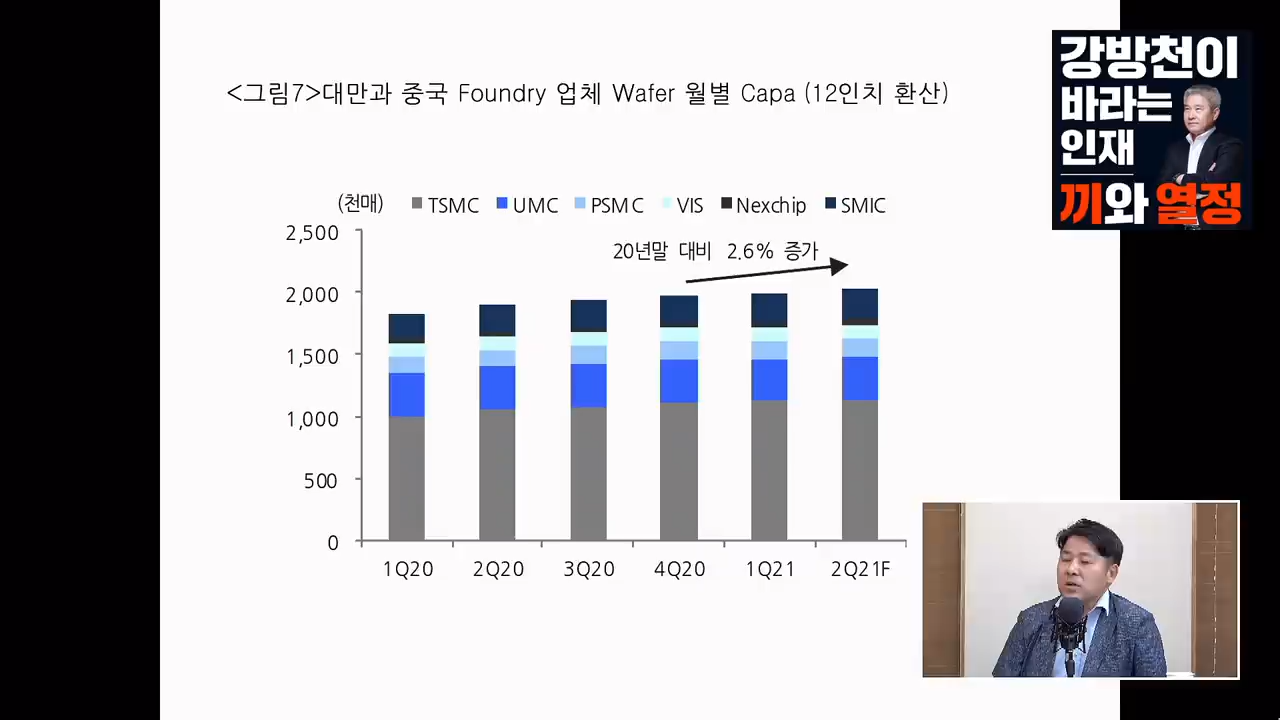 <그림7>대만과 중국 Foundry 업체 Wafer 월별 Capa (12인치 환산)
(천매)
TSMC UMC PSMC VIS Nexchip SMIC
20년말 대비 2.6% 증가
2,500
2,000
1,500
1,000
500
0
1Q20 2Q20 3Q20 4Q20 1Q21 2Q21F
강방천이
바라는
인재
끼와 열정